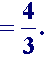 = 4/3.